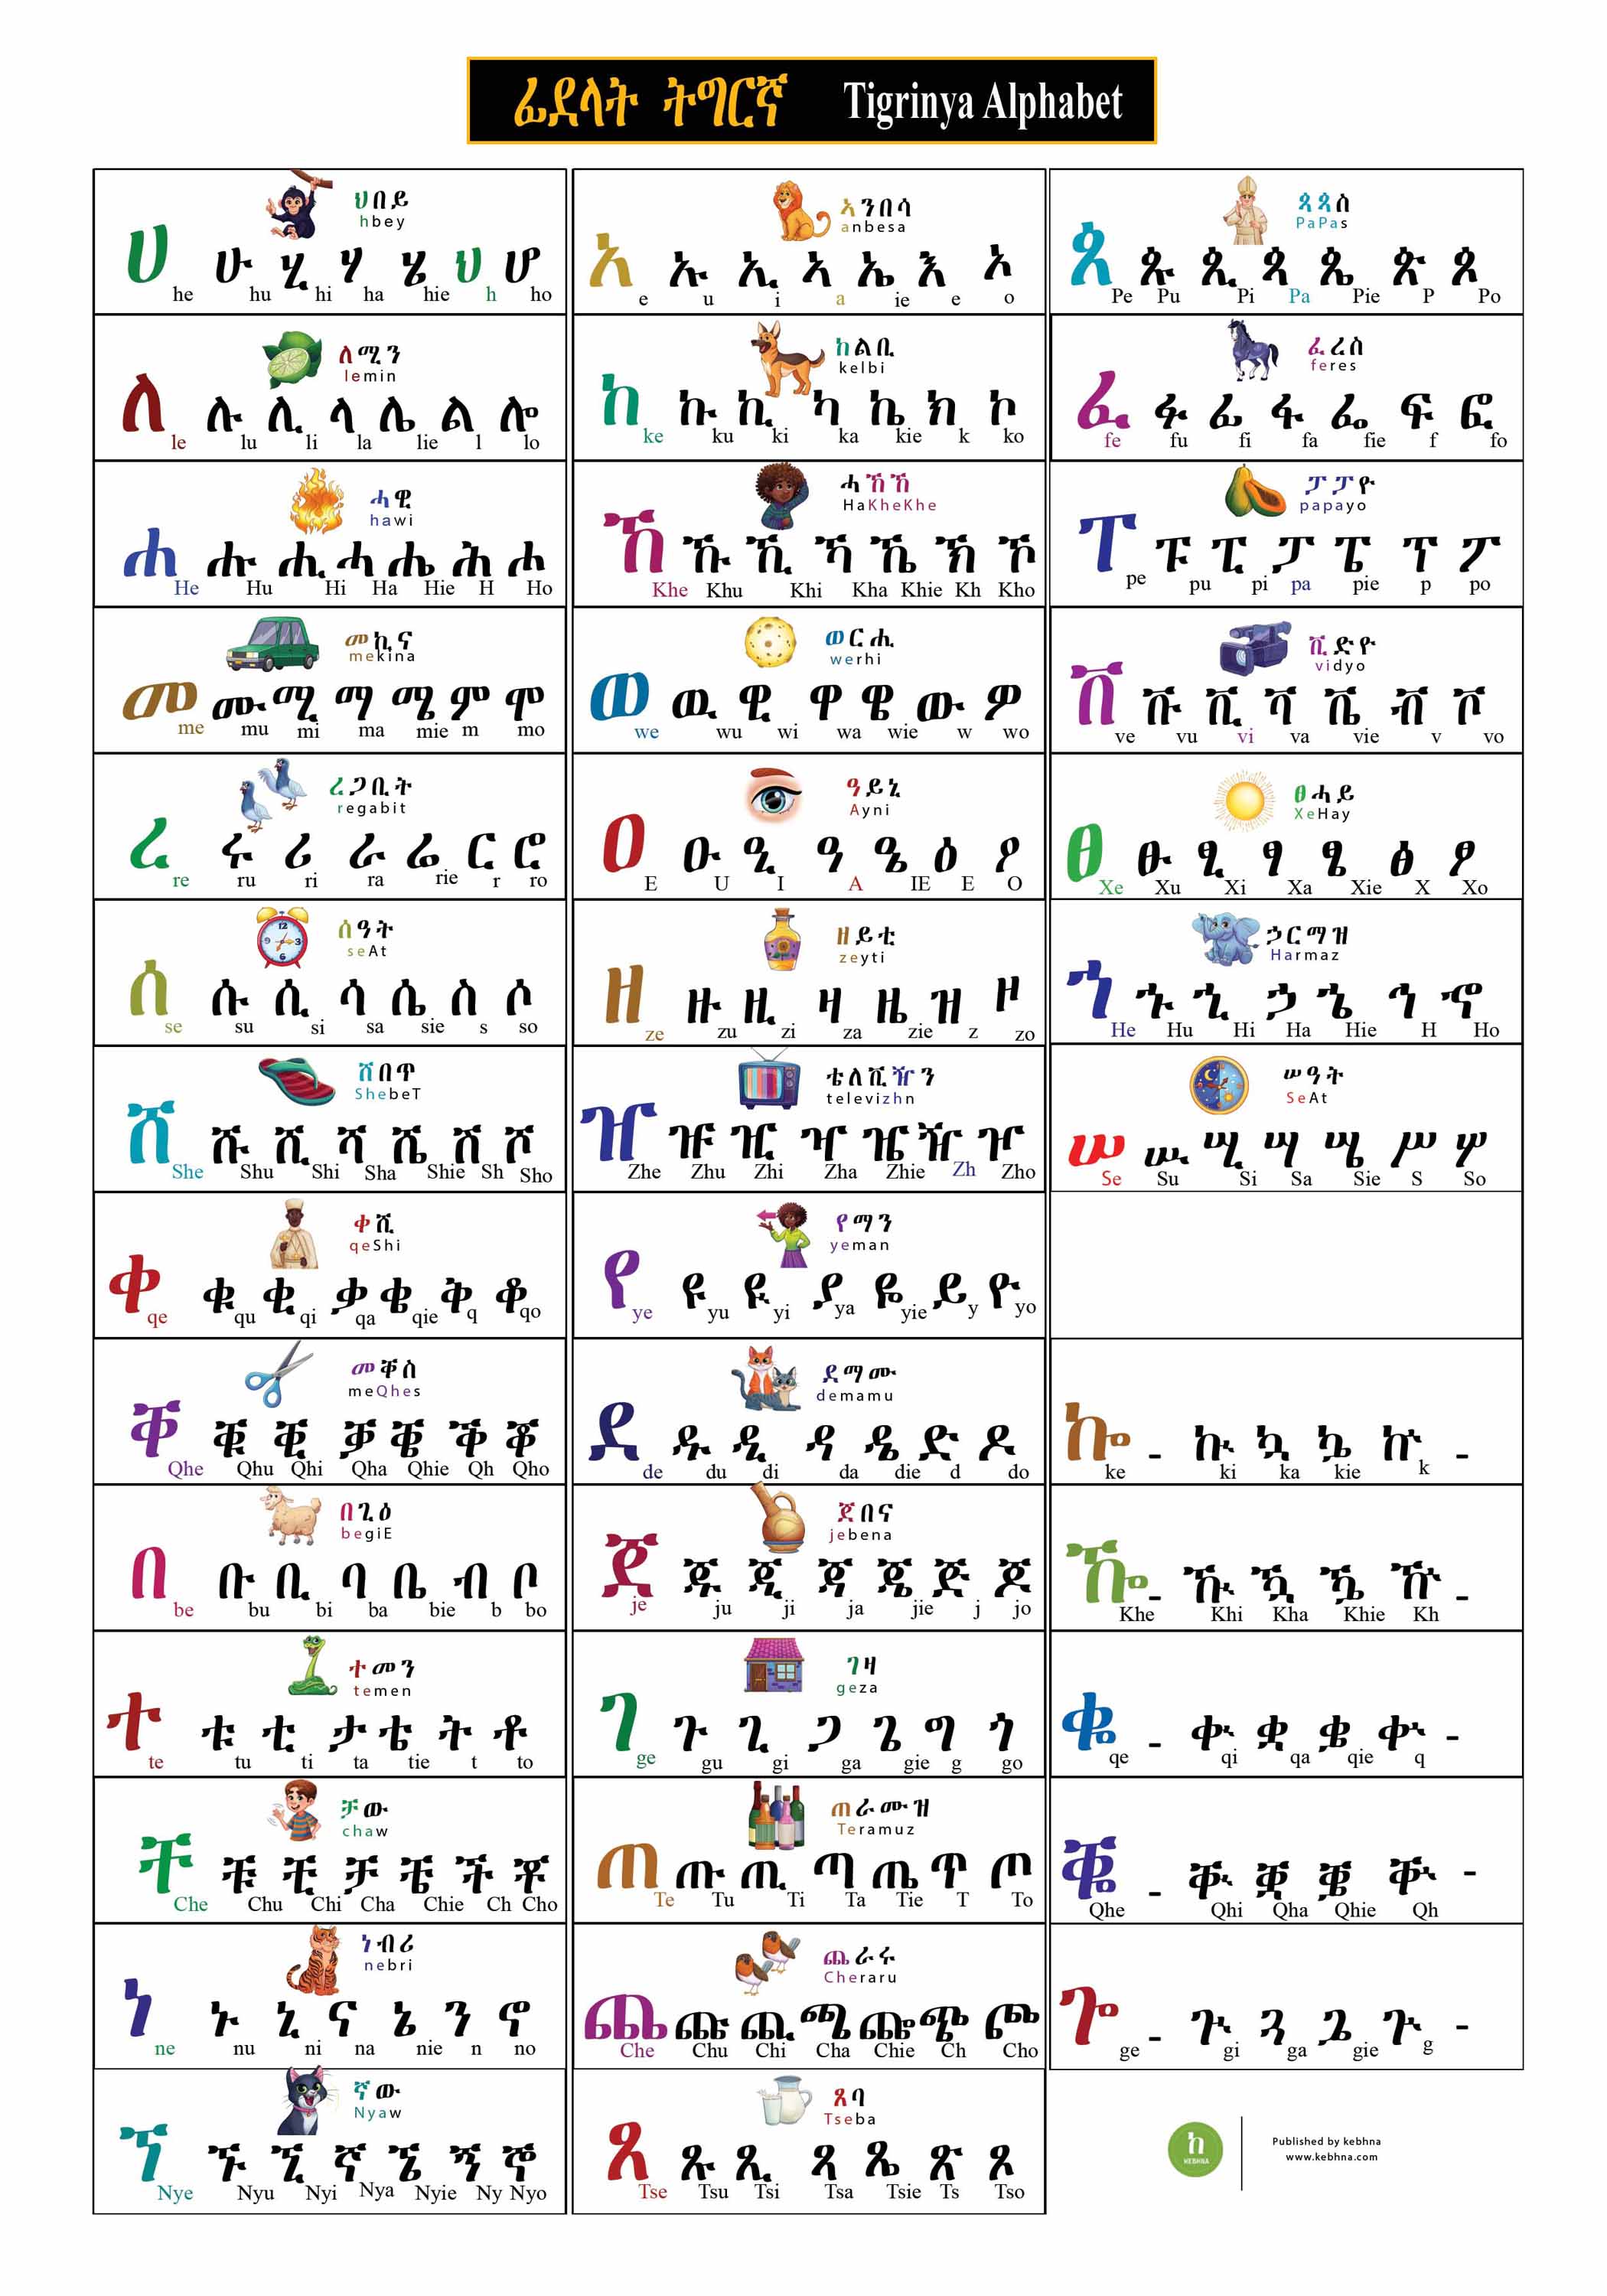 ፊደላት ትግርኛ Tigrinya Alphabet
ህበይ
hbey
ሀ ሁ ሂ ሃ ሄ ህ ሆ
he hu hi ha hie h ho
ለሚን
lemin
ለ ሉ ሊ ላ ሌ ል ሎ
le lu li la lie l lo
ሓዊ
hawi
ሐ ሑ ሒ ሓ ሔ ሕ ሖ
He Hu Hi Ha Hie H Ho
መኪና
mekina
መ ሙ ሚ ማ ሜ ም ሞ
me mu mi ma mie m mo
ረጋቢት
regabit
ረ ሩ ሪ ራ ሬ ር ሮ
re ru ri ra rie r ro
ሰዓት
seAt
ሰ ሱ ሲ ሳ ሴ ስ ሶ
se su si sa sie s so
ሸበጥ
ShebeT
ሸ ሹ ሺ ሻ ሼ ሽ ሾ
She Shu Shi Sha Shie Sh Sho
ቀሺ
qeShi
ቀ ቁ ቂ ቃ ቄ ቅ ቆ
qe qu qi qa qie q qo
መቐስ
meQhes
ቐ ቑ ቒ ቓ ቔ ቕ ቖ
Qhe Qhu Qhi Qha Qhie Qh Qho
በጊዕ
begiE
በ ቡ ቢ ባ ቤ ብ ቦ
be bu bi ba bie b bo
ተመን
temen
ተ ቱ ቲ ታ ቴ ት ቶ
te tu ti ta tie t to
ቻው
chaw
ቸ ቹ ቺ ቻ ቼ ች ቾ
Che Chu Chi Cha Chie Ch Cho
ነብሪ
nebri
ነ ኑ ኒ ና ኔ ን ኖ
ne nu ni na nie n no
ኛው
Nyaw
ኘ ኙ ኚ ኛ ኜ ኝ ኞ
Nye Nyu Nyi Nya Nyie Ny Nyo
ኣንበሳ
anbesa
አ ኡ ኢ ኣ ኤ እ ኦ
e u i a ie e o
ከልቢ
kelbi
ከ ኩ ኪ ካ ኬ ክ ኮ
ke ku ki ka kie k ko
ሓኸኸ
HaKheKhe
ኸ ኹ ኺ ኻ ኼ ኽ ኾ
Khe Khu Khi Kha Khie Kh Kho
ወርሒ
werhi
ወ ዉ ዊ ዋ ዌ ው ዎ
we wu wi wa wie w wo
ዓይኒ
Ayni
ዐ ዑ ዒ ዓ ዔ ዕ ዖ
E U I A IE E O
ዘይቲ
zeyti
ዘ ዙ ዚ ዛ ዜ ዝ ዞ
ze zu zi za zie z zo
ቴለቪዥን
televizhn
ዠ ዡ ዢ ዣ ዤ ዥ ዦ
Zhe Zhu Zhi Zha Zhie Zh Zho
የማን
yeman
የ ዩ ዪ ያ ዬ ይ ዮ
ye yu yi ya yie y yo
ደማሙ
demamu
ደ ዱ ዲ ዳ ዴ ድ ዶ
de du di da die d do
ጀበና
jebena
ጀ ጁ ጂ ጃ ጄ ጅ ጆ
je ju ji ja jie j jo
ገዛ
geza
ገ ጉ ጊ ጋ ጌ ግ ጎ
ge gu gi ga gie g go
ጠራሙዝ
Teramuz
ጠ ጡ ጢ ጣ ጤ ጥ ጦ
Te Tu Ti Ta Tie T To
ጨራሩ
Cheraru
ጨ ጩ ጪ ጫ ጬ ጭ ጮ
Che Chu Chi Cha Chie Ch Cho
ጸባ
Tseba
ጸ ጹ ጺ ጻ ጼ ጽ ጾ
Tse Tsu Tsi Tsa Tsie Ts Tso
ጳጳስ
PaPas
ጰ ጱ ጲ ጳ ጴ ጵ ጶ
Pe Pu Pi Pa Pie P Po
ፈረስ
feres
ፈ ፉ ፊ ፋ ፌ ፍ ፎ
fe fu fi fa fie f fo
ፓፓዮ
papayo
ፐ ፑ ፒ ፓ ፔ ፕ ፖ
pe pu pi pa pie p po
ቪድዮ
vidyo
ቨ ቩ ቪ ቫ ቬ ቭ ቮ
ve vu vi va vie v vo
ፀሓይ
XeHay
ፀ ፁ ፂ ፃ ፄ ፅ ፆ
Xe Xu Xi Xa Xie X Xo
ኃርማዝ
Harmaz
ኀ ኁ ኂ ኃ ኄ ኅ ኆ
He Hu Hi Ha Hie H Ho
ሠዓት
SeAt
ሠ ሡ ሢ ሣ ሤ ሥ ሦ
Se Su Si Sa Sie S So
ኰ - ኲ ኳ ኴ ኵ -
ke ki ka kie k
ዀ - ዂ ዃ ዄ ዅ -
Khe Khi Kha Khie Kh
ቈ - ቊ ቋ ቌ ቍ -
qe qi qa qie q
ቘ - ቚ ቛ ቜ ቝ -
Qhe Qhi Qha Qhie Qh
ጐ - ጒ ጓ ጔ ጕ -
ge gi ga gie g
12
9 3
6
ከ
KEBHNA
Published by kebhna
www.kebhna.com